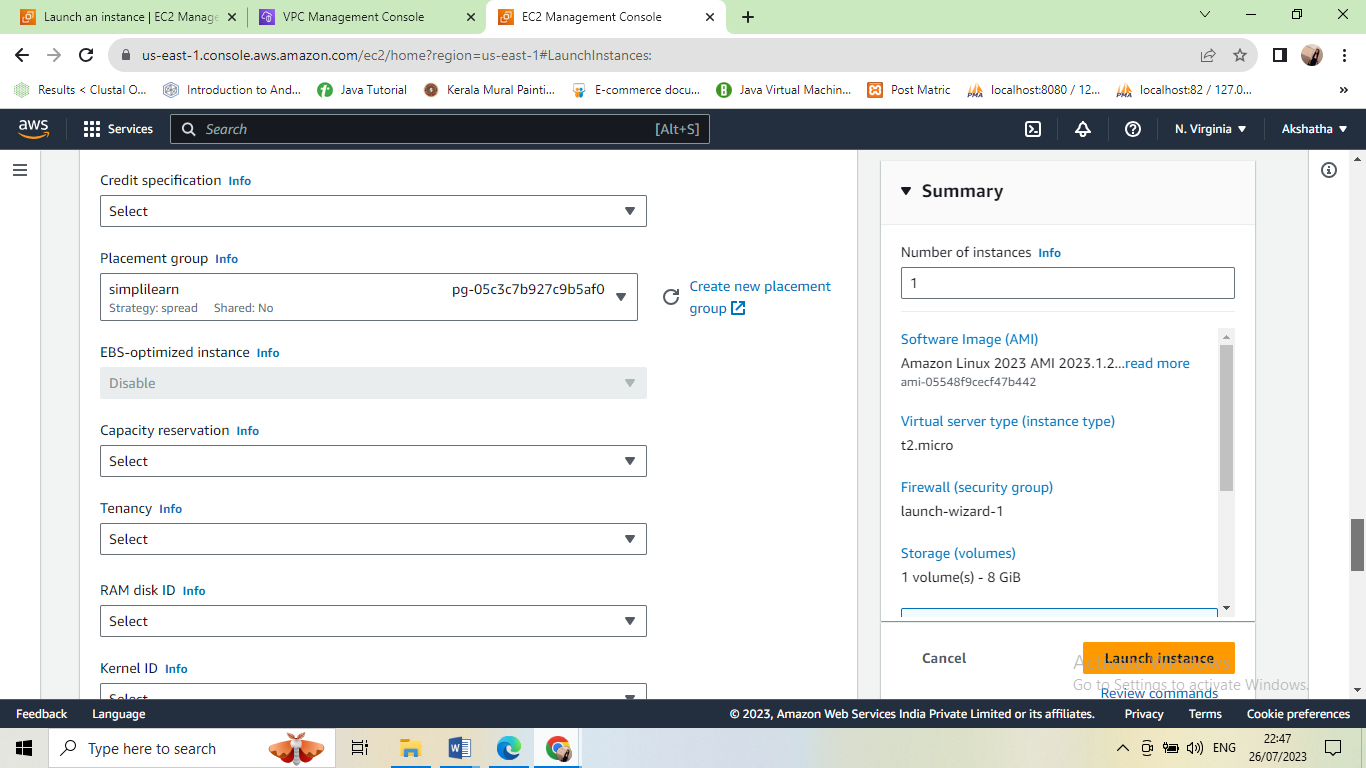 Launch an instance | EC2 Manage
VPC Management Console
EC2 Management Console
us-east-1.console.aws.amazon.com/ec2/home?region=us-east-1#LaunchInstances:
Results < Clustal O...
Introduction to And...
Java Tutorial
Kerala Mural Painti...
E-commerce docu...
Java Virtual Machin...
Post Matric
localhost:8080 / 12...
localhost:82 / 127.0...
»
aws
Services
Search
[Alt+S]
N. Virginia
Akshatha
Credit specification Info
Select
Placement group Info
simplilearn pg-05c3c7b927c9b5af0
Strategy: spread Shared: No
Create new placement
group
EBS-optimized instance Info
Disable
Capacity reservation Info
Select
Tenancy Info
Select
RAM disk ID Info
Select
Kernel ID Info
Select
Summary
Number of instances Info
1
Software Image (AMI)
Amazon Linux 2023 AMI 2023.1.2...read more
ami-05548f9cecf47b442
Virtual server type (instance type)
t2.micro
Firewall (security group)
launch-wizard-1
Storage (volumes)
1 volume(s) - 8 GiB
Cancel
Launch instance
Review commands
Activate Windows
Go to Settings to activate Windows.
Feedback
Language
© 2023, Amazon Web Services India Private Limited or its affiliates.
Privacy
Terms
Cookie preferences
Type here to search
ENG
22:47
26/07/2023